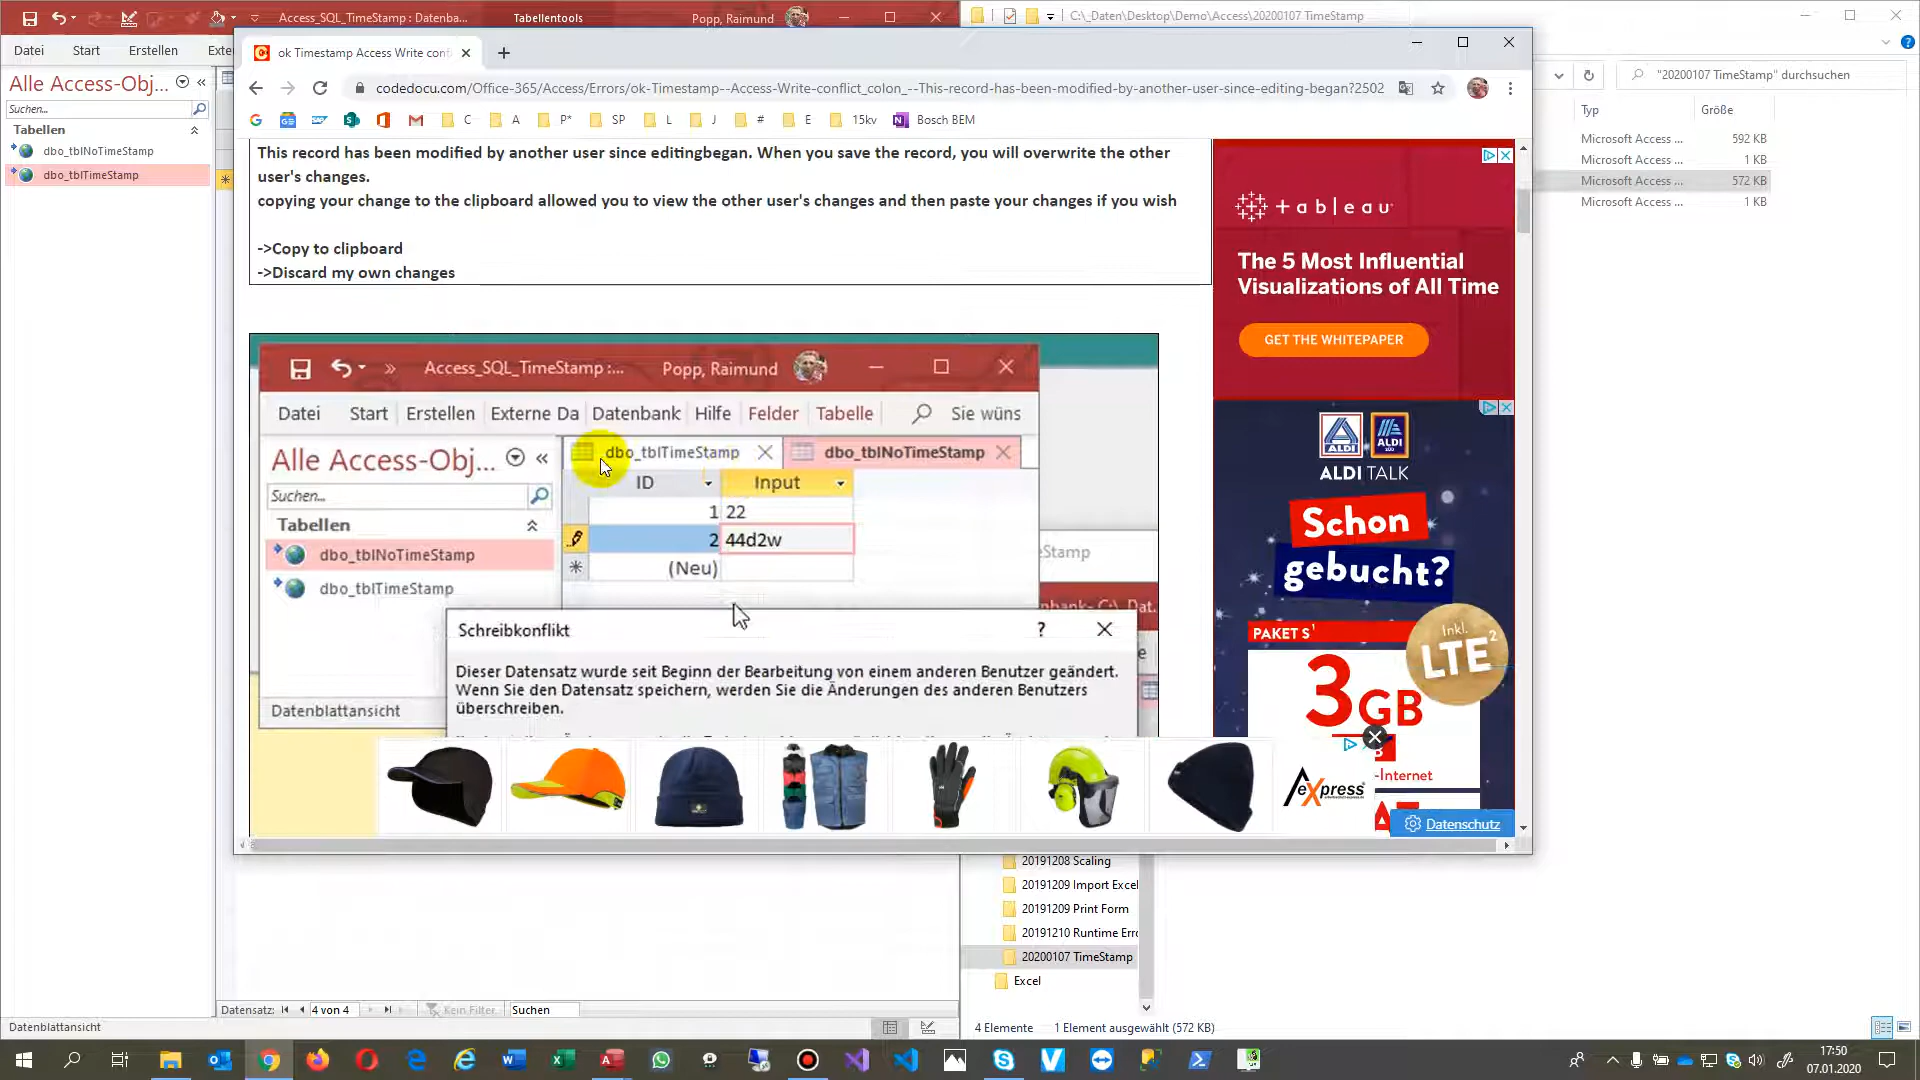 Access_SQL_TimeStamp : Datenba...
Tabellentools
Popp, Raimund
C:\_Daten\Desktop\Demo\Access\20200107 TimeStamp
Datei
Start
Erstellen
Exte
ok Timestamp Access Write conf
codedocu.com/Office-365/Access/Errors/ok-Timestamp--Access-Write-conflict_colon_--This-record-has-been-modified-by-another-user-since-editing-began?2502
"20200107 TimeStamp" durchsuchen
C
A
P*
SP
L
J
#
E
15kv
Bosch BEM
Alle Access-Obj...
Suchen...
Tabellen
dbo_tblNoTimeStamp
dbo_tblTimeStamp
Typ
Größe
Microsoft Access ...
592 KB
Microsoft Access ...
1 KB
Microsoft Access ...
572 KB
Microsoft Access ...
1 KB
This record has been modified by another user since editingbegan. When you save the record, you will overwrite the other
user's changes.
copying your change to the clipboard allowed you to view the other user's changes and then paste your changes if you wish
->Copy to clipboard
->Discard my own changes
Access_SQL_TimeStamp :...
Popp, Raimund
Datei
Start
Erstellen
Externe Da
Datenbank
Hilfe
Felder
Tabelle
Sie wüns
Alle Access-Obj...
dbo_tblTimeStamp
dbo_tblNoTimeStamp
Suchen...
ID
Input
Tabellen
1
22
dbo_tblNoTimeStamp
2
44d2w
dbo_tblTimeStamp
(Neu)
Stamp
nbank- C:\_Dat.
Schreibkonflikt
?
Dieser Datensatz wurde seit Beginn der Bearbeitung von einem anderen Benutzer geändert.
Wenn Sie den Datensatz speichern, werden Sie die Änderungen des anderen Benutzers
überschreiben.
Datenblattansicht
+ableau
The 5 Most Influential
Visualizations of All Time
GET THE WHITEPAPER
ALDI
ALDI
ALDI TALK
Schon
gebucht?
PAKET S¹
Inkl.
LTE²
3GB
-Internet
express
Datenschutz
20191208 Scaling
20191209 Import Excel
20191209 Print Form
20191210 Runtime Erro
20200107 TimeStamp
Excel
Datensatz:
4 von 4
Kein Filter
Suchen
Datenblattansicht
4 Elemente
1 Element ausgewählt (572 KB)
17:50
07.01.2020